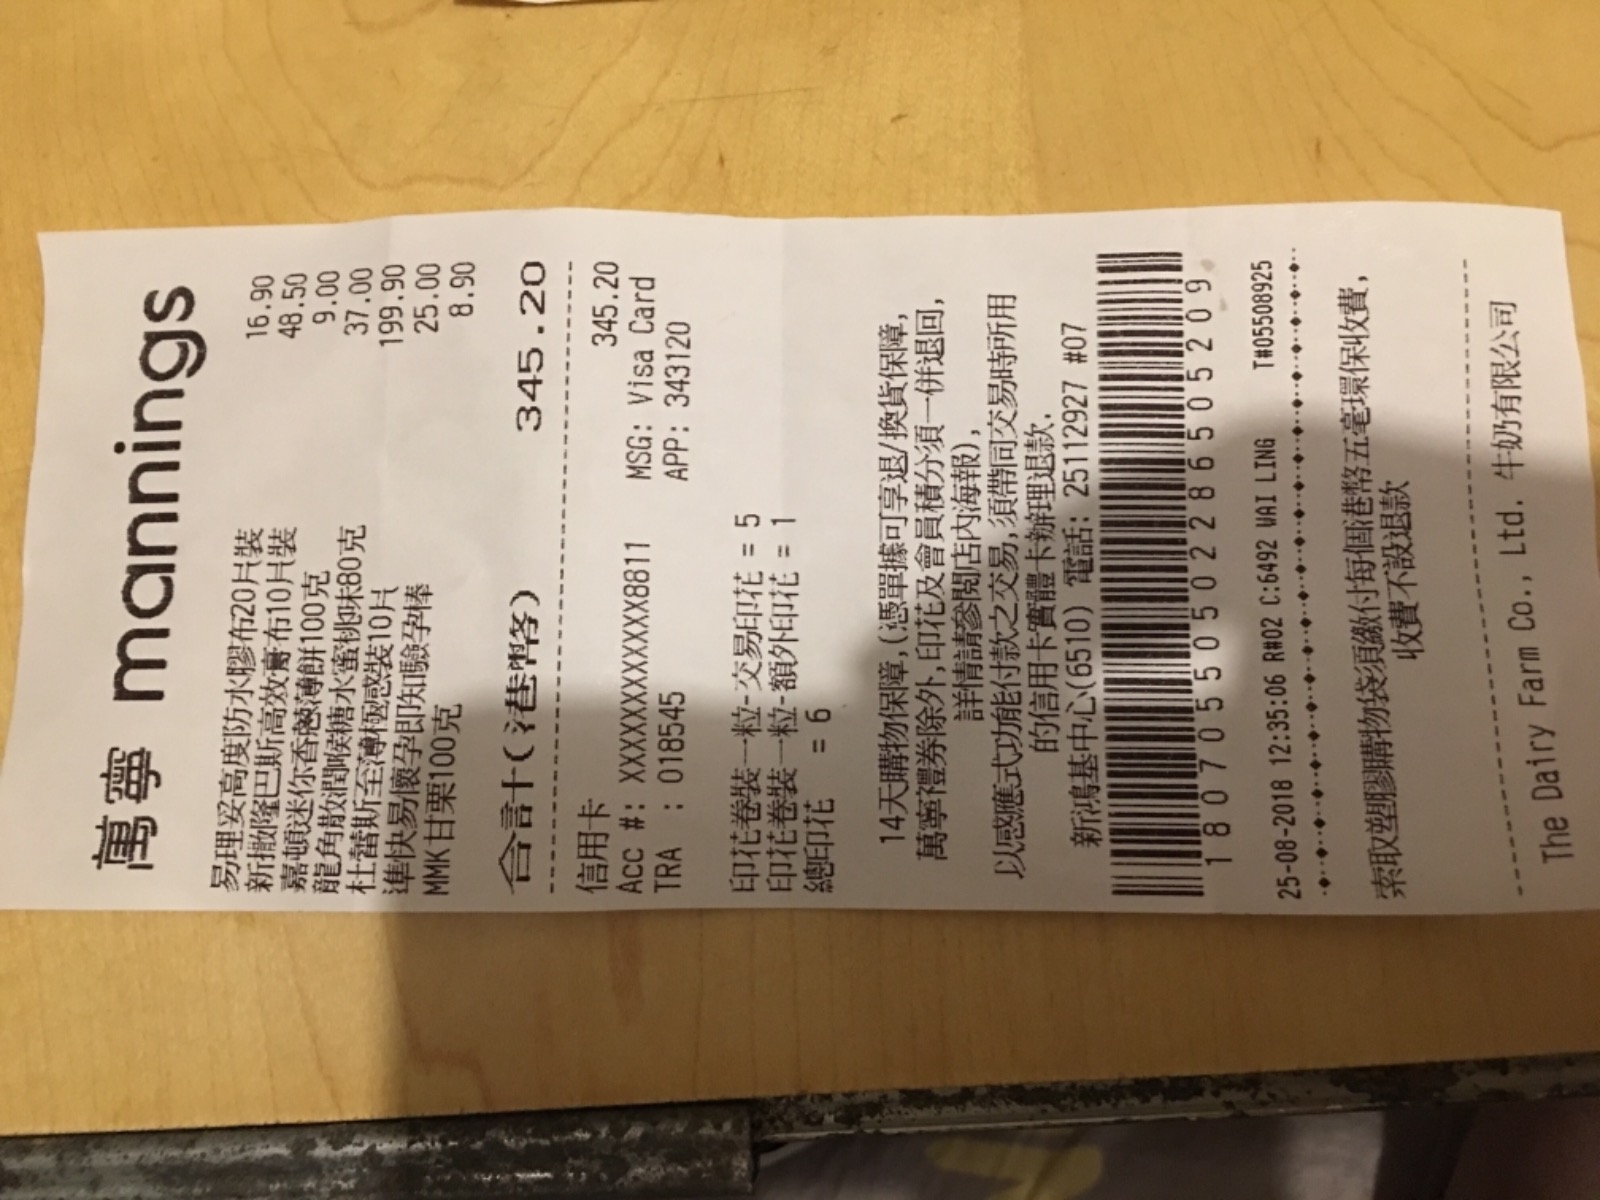 萬寧 mannings
易理妥高度防水膠布20片裝 16.90
新撒隆巴斯高效膏布10片裝 48.50
嘉頓迷你香蔥薄餅100克 9.00
龍角散潤喉糖水蜜桃味80克 37.00
杜蕾斯至薄極感裝10片 199.90
準快易懷孕即知驗孕棒 25.00
MMK甘栗100克 8.90
合計(港幣) 345.20
信用卡 345.20
ACC #: XXXXXXXXXXXX8811 MSG: Visa Card
TRA : 018545 APP: 343120
印花卷裝一粒-交易印花 = 5
印花卷裝一粒-額外印花 = 1
總印花 = 6
14天購物保障,(憑單據可享退/換貨保障,
萬寧禮券除外,印花及會員積分須一併退回,
詳情請參閱店內海報),
以感應式功能付款之交易,須帶同交易時所用
的信用卡實體卡辦理退款.
新鴻基中心(6510) 電話: 25112927 #07
180705505022865052 09
25-08-2018 12:35:06 R#02 C:6492 WAI LING T#05508925
索取塑膠購物袋須繳付每個港幣五毫環保收費,
收費不設退款
The Dairy Farm Co., Ltd. 牛奶有限公司